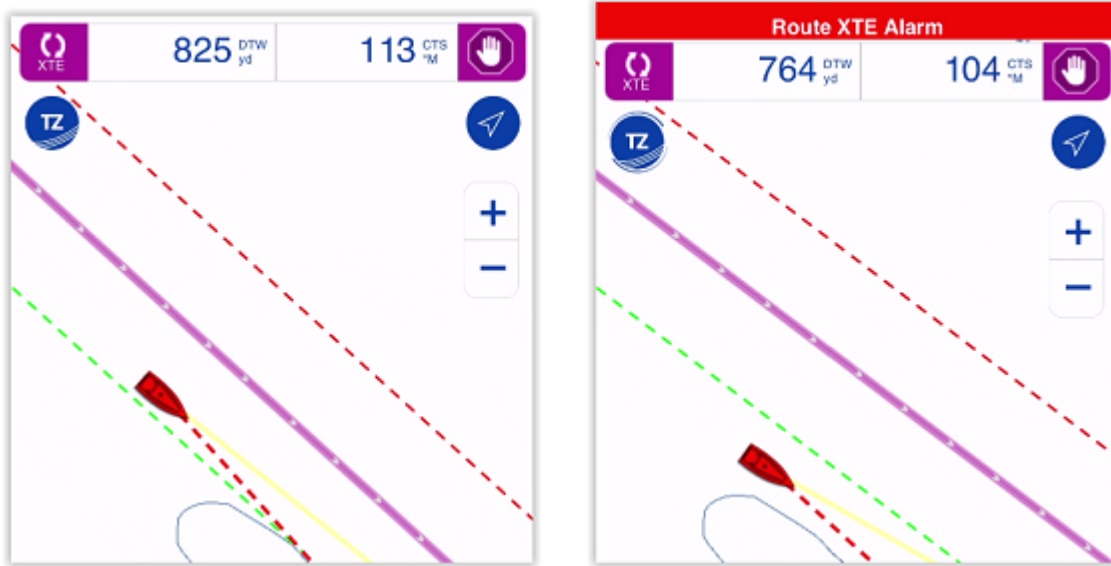 XTE
825 DTW yd
113 CTS °M
TZ
+
−
Route XTE Alarm
XTE
764 DTW yd
104 CTS °M
TZ
+
−